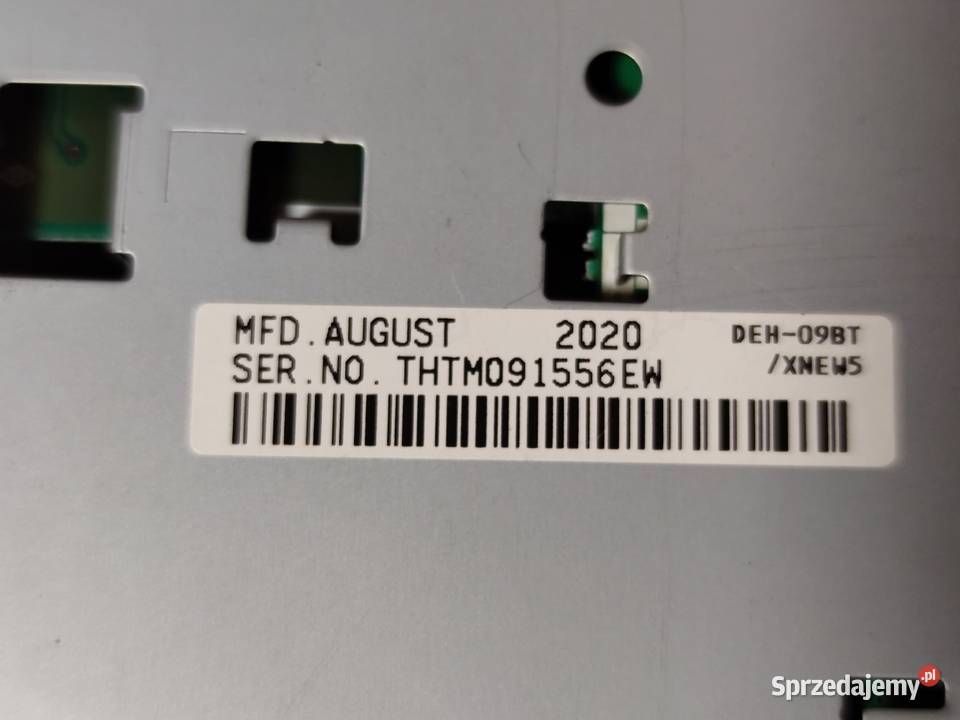 MFD. AUGUST 2020 DEH-09BT
SER. NO. THTM091556EW /XNEW5
Sprzedajemy.pl